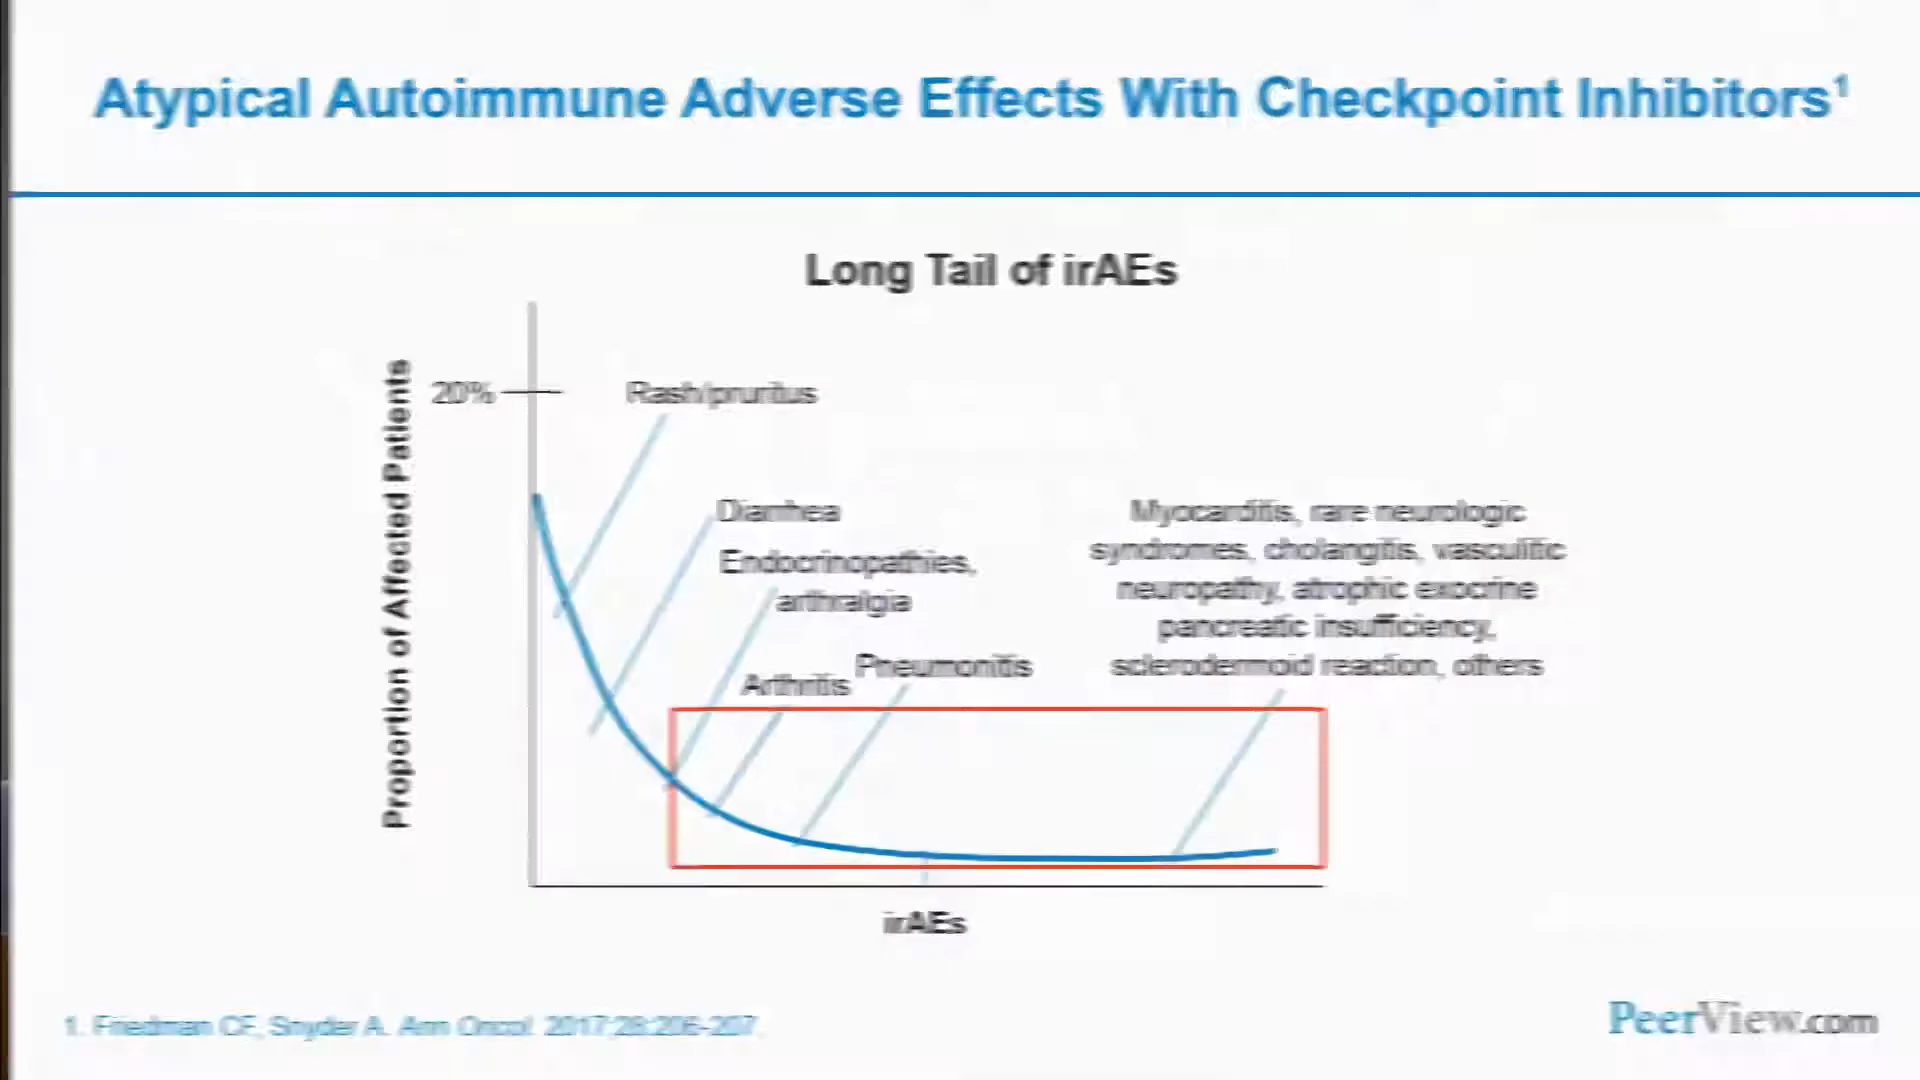 Atypical Autoimmune Adverse Effects With Checkpoint Inhibitors¹
Long Tail of irAEs
Proportion of Affected Patients
20%
Rash/pruritus
Diarrhea
Endocrinopathies,
arthralgia
Arthritis
Pneumonitis
Myocarditis, rare neurologic
syndromes, cholangitis, vasculitic
neuropathy, atrophic exocrine
pancreatic insufficiency,
sclerodermoid reaction, others
irAEs
1. Friedman CF, Snyder A. Ann Oncol. 2017;28:206-207.
PeerView.com